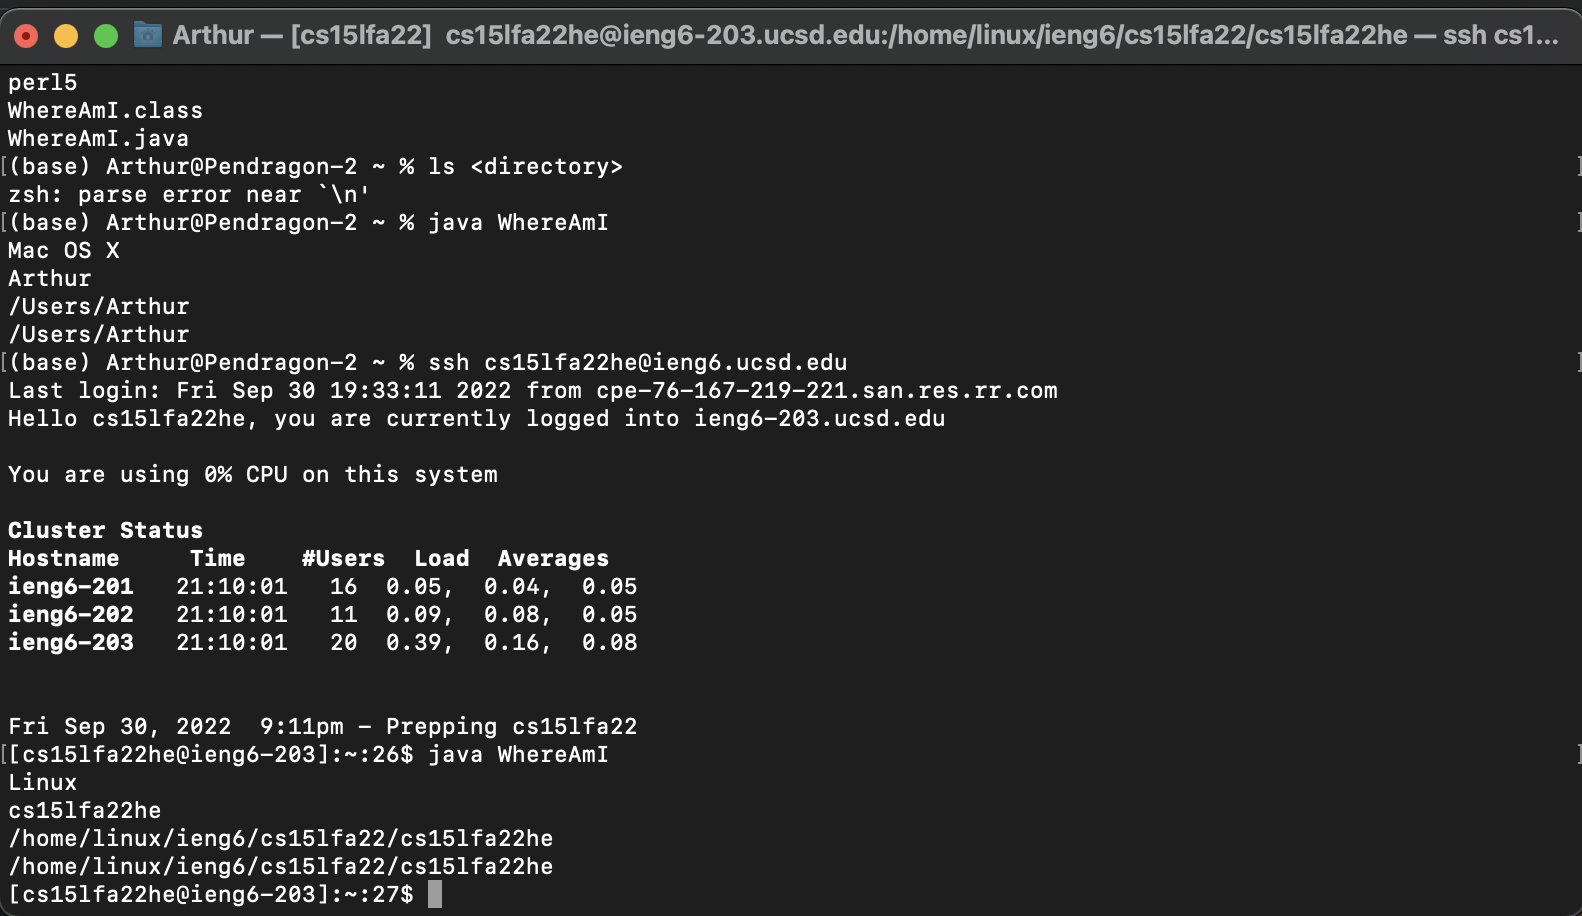 Arthur — [cs15lfa22]  cs15lfa22he@ieng6-203.ucsd.edu:/home/linux/ieng6/cs15lfa22/cs15lfa22he — ssh cs1...
perl5
WhereAmI.class
WhereAmI.java
[(base) Arthur@Pendragon-2 ~ % ls <directory>                                  ]
zsh: parse error near `\n'
[(base) Arthur@Pendragon-2 ~ % java WhereAmI                                   ]
Mac OS X
Arthur
/Users/Arthur
/Users/Arthur
[(base) Arthur@Pendragon-2 ~ % ssh cs15lfa22he@ieng6.ucsd.edu                  ]
Last login: Fri Sep 30 19:33:11 2022 from cpe-76-167-219-221.san.res.rr.com
Hello cs15lfa22he, you are currently logged into ieng6-203.ucsd.edu

You are using 0% CPU on this system

Cluster Status
Hostname     Time    #Users  Load  Averages
ieng6-201   21:10:01   16  0.05,  0.04,  0.05
ieng6-202   21:10:01   11  0.09,  0.08,  0.05
ieng6-203   21:10:01   20  0.39,  0.16,  0.08

Fri Sep 30, 2022  9:11pm - Prepping cs15lfa22
[[cs15lfa22he@ieng6-203]:~:26$ java WhereAmI                                   ]
Linux
cs15lfa22he
/home/linux/ieng6/cs15lfa22/cs15lfa22he
/home/linux/ieng6/cs15lfa22/cs15lfa22he
[cs15lfa22he@ieng6-203]:~:27$